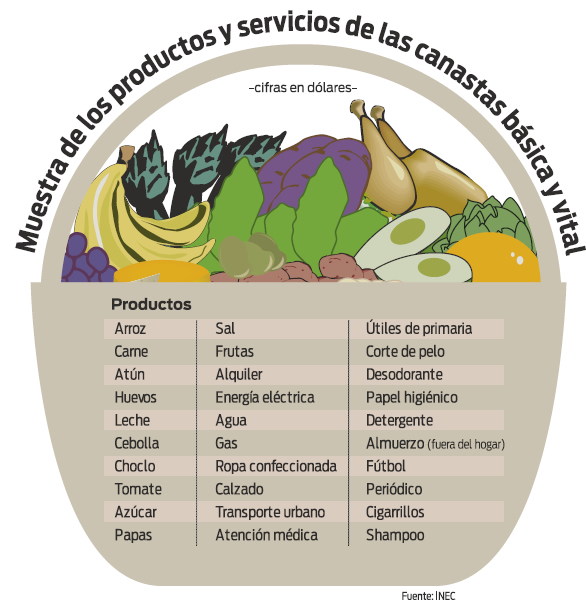 Muestra de los productos y servicios de las canastas básica y vital
-cifras en dólares-
Productos
Arroz Sal Útiles de primaria
Carne Frutas Corte de pelo
Atún Alquiler Desodorante
Huevos Energía eléctrica Papel higiénico
Leche Agua Detergente
Cebolla Gas Almuerzo (fuera del hogar)
Choclo Ropa confeccionada Fútbol
Tomate Calzado Periódico
Azúcar Transporte urbano Cigarrillos
Papas Atención médica Shampoo
Fuente: INEC